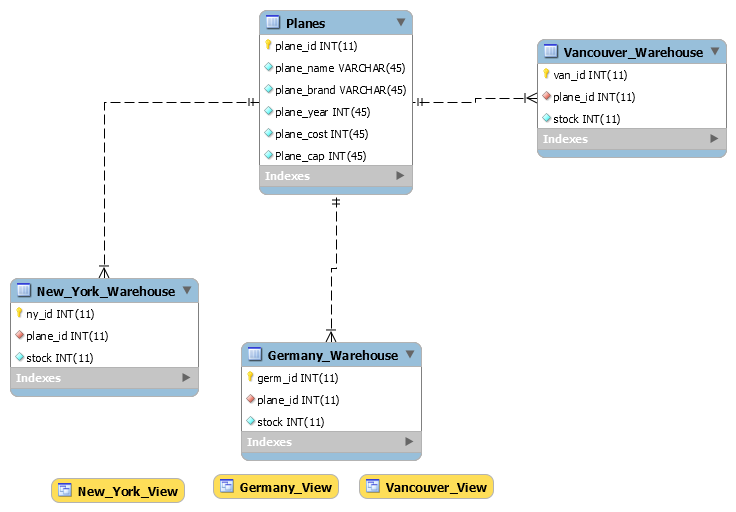 Planes
plane_id INT(11)
plane_name VARCHAR(45)
plane_brand VARCHAR(45)
plane_year INT(45)
plane_cost INT(45)
Plane_cap INT(45)
Indexes
Vancouver_Warehouse
van_id INT(11)
plane_id INT(11)
stock INT(11)
Indexes
New_York_Warehouse
ny_id INT(11)
plane_id INT(11)
stock INT(11)
Indexes
Germany_Warehouse
germ_id INT(11)
plane_id INT(11)
stock INT(11)
Indexes
New_York_View
Germany_View
Vancouver_View